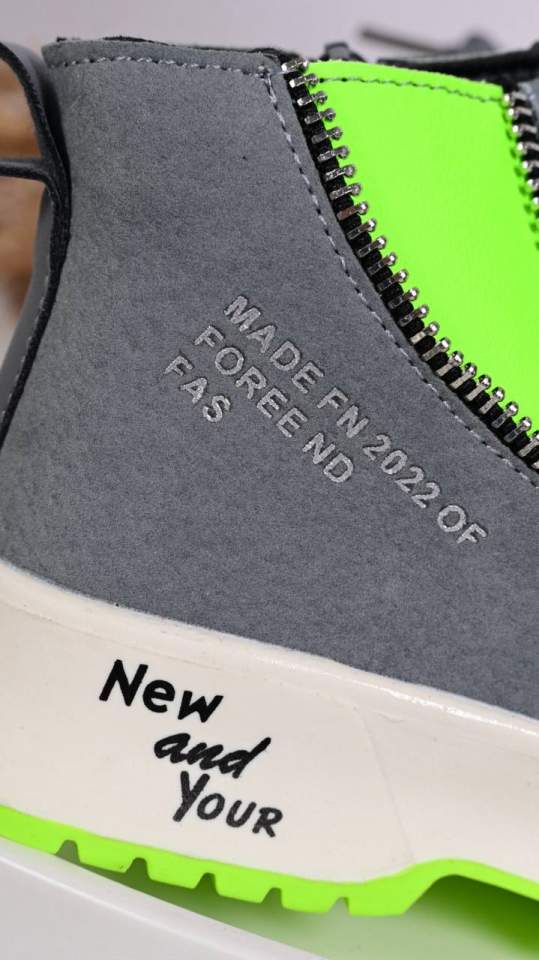 MADE FN 2022 OF
FOREE ND
FAS
New
and
YOUR